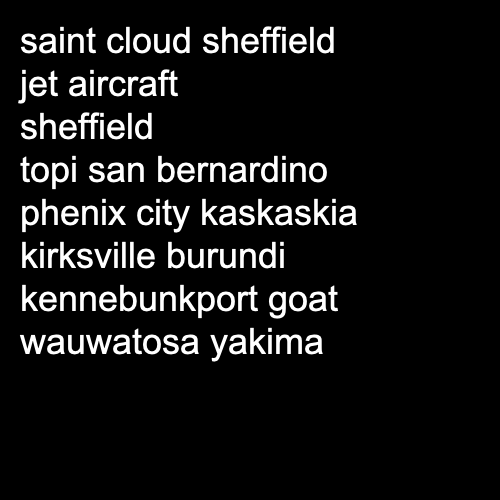 saint cloud sheffield
jet aircraft
sheffield
topi san bernardino
phenix city kaskaskia
kirksville burundi
kennebunkport goat
wauwatosa yakima